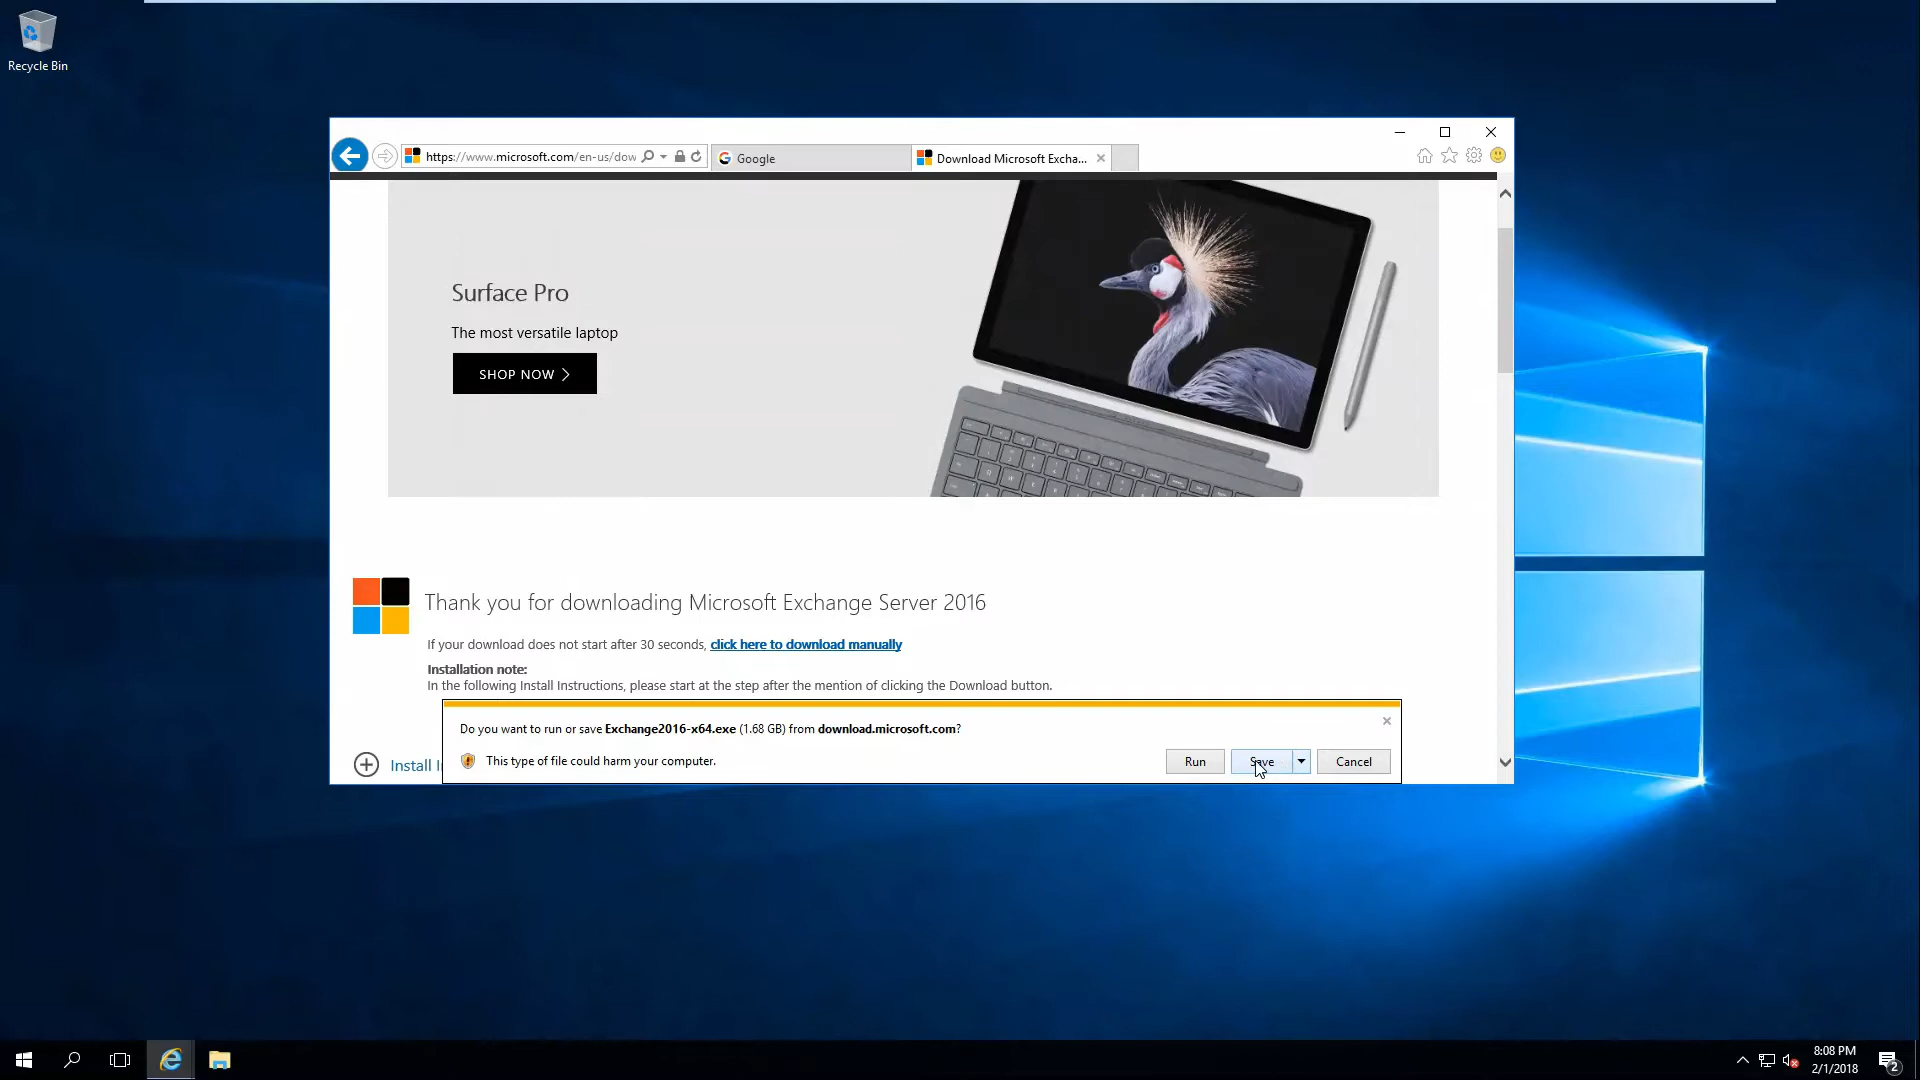 Recycle Bin
https://www.microsoft.com/en-us/dow
Google
Download Microsoft Excha...
Surface Pro
The most versatile laptop
SHOP NOW
Thank you for downloading Microsoft Exchange Server 2016
If your download does not start after 30 seconds, click here to download manually
Installation note:
In the following Install Instructions, please start at the step after the mention of clicking the Download button.
Do you want to run or save Exchange2016-x64.exe (1.68 GB) from download.microsoft.com?
This type of file could harm your computer.
Run
Save
Cancel
Install I
8:08 PM
2/1/2018
2